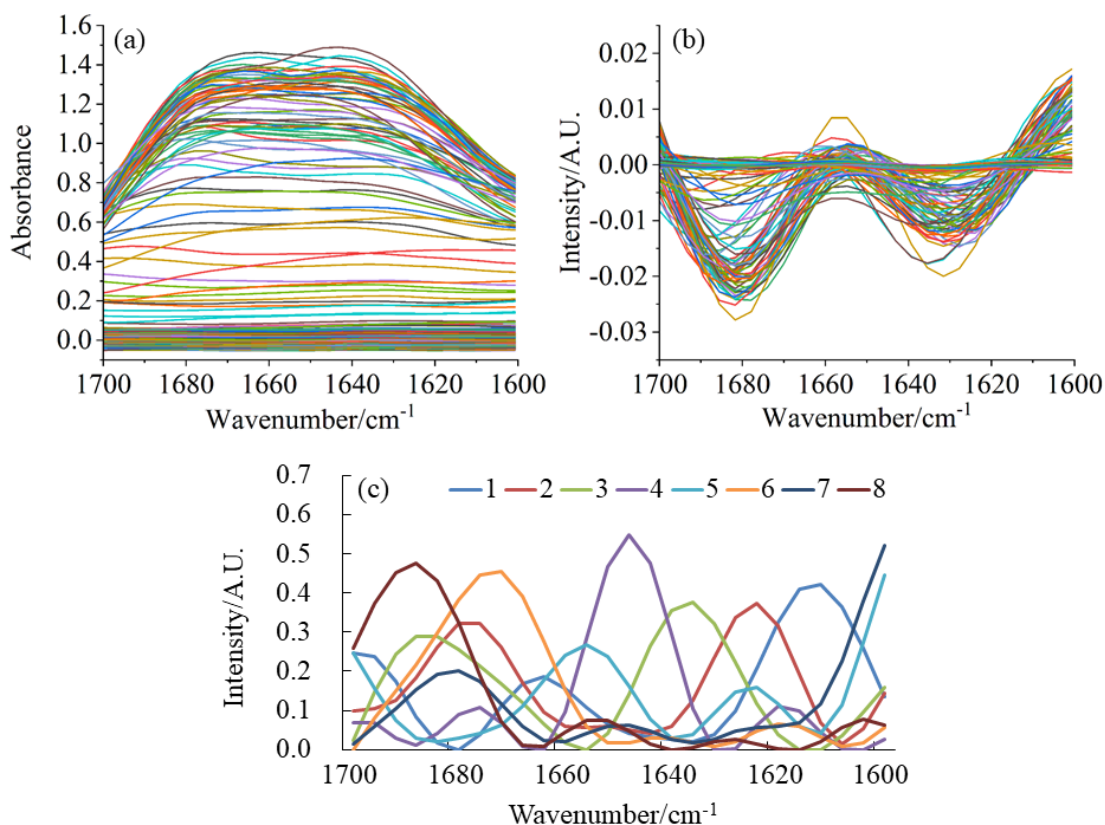 (a)
1.6
1.4
1.2
1.0
0.8
0.6
0.4
0.2
0.0
Absorbance
1700 1680 1660 1640 1620 1600
Wavenumber/cm⁻¹
(b)
0.02
0.01
0.00
-0.01
-0.02
-0.03
Intensity/A.U.
1700 1680 1660 1640 1620 1600
Wavenumber/cm⁻¹
(c)
1 2 3 4 5 6 7 8
0.7
0.6
0.5
0.4
0.3
0.2
0.1
0.0
Intensity/A.U.
1700 1680 1660 1640 1620 1600
Wavenumber/cm⁻¹